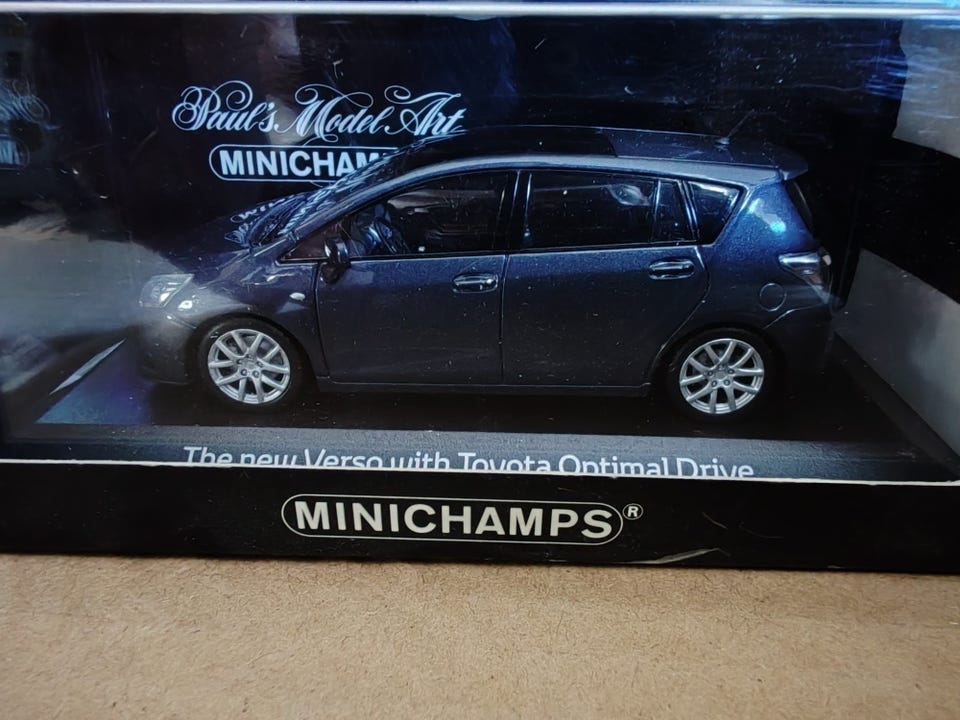 Paul's Model Art
MINICHAMPS
The new Verso with Toyota Optimal Drive
MINICHAMPS®